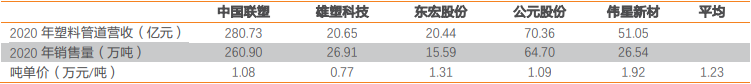 中国联塑 雄塑科技 东宏股份 公元股份 伟星新材 平均
2020 年塑料管道营收（亿元） 280.73 20.65 20.44 70.36 51.05
2020 年销售量（万吨） 260.90 26.91 15.59 64.70 26.54
吨单价（万元/吨） 1.08 0.77 1.31 1.09 1.92 1.23